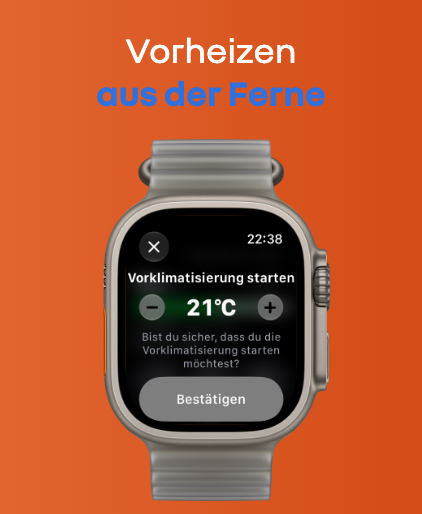 Vorheizen
aus der Ferne
22:38
Vorklimatisierung starten
21°C
Bist du sicher, dass du die
Vorklimatisierung starten
möchtest?
Bestätigen